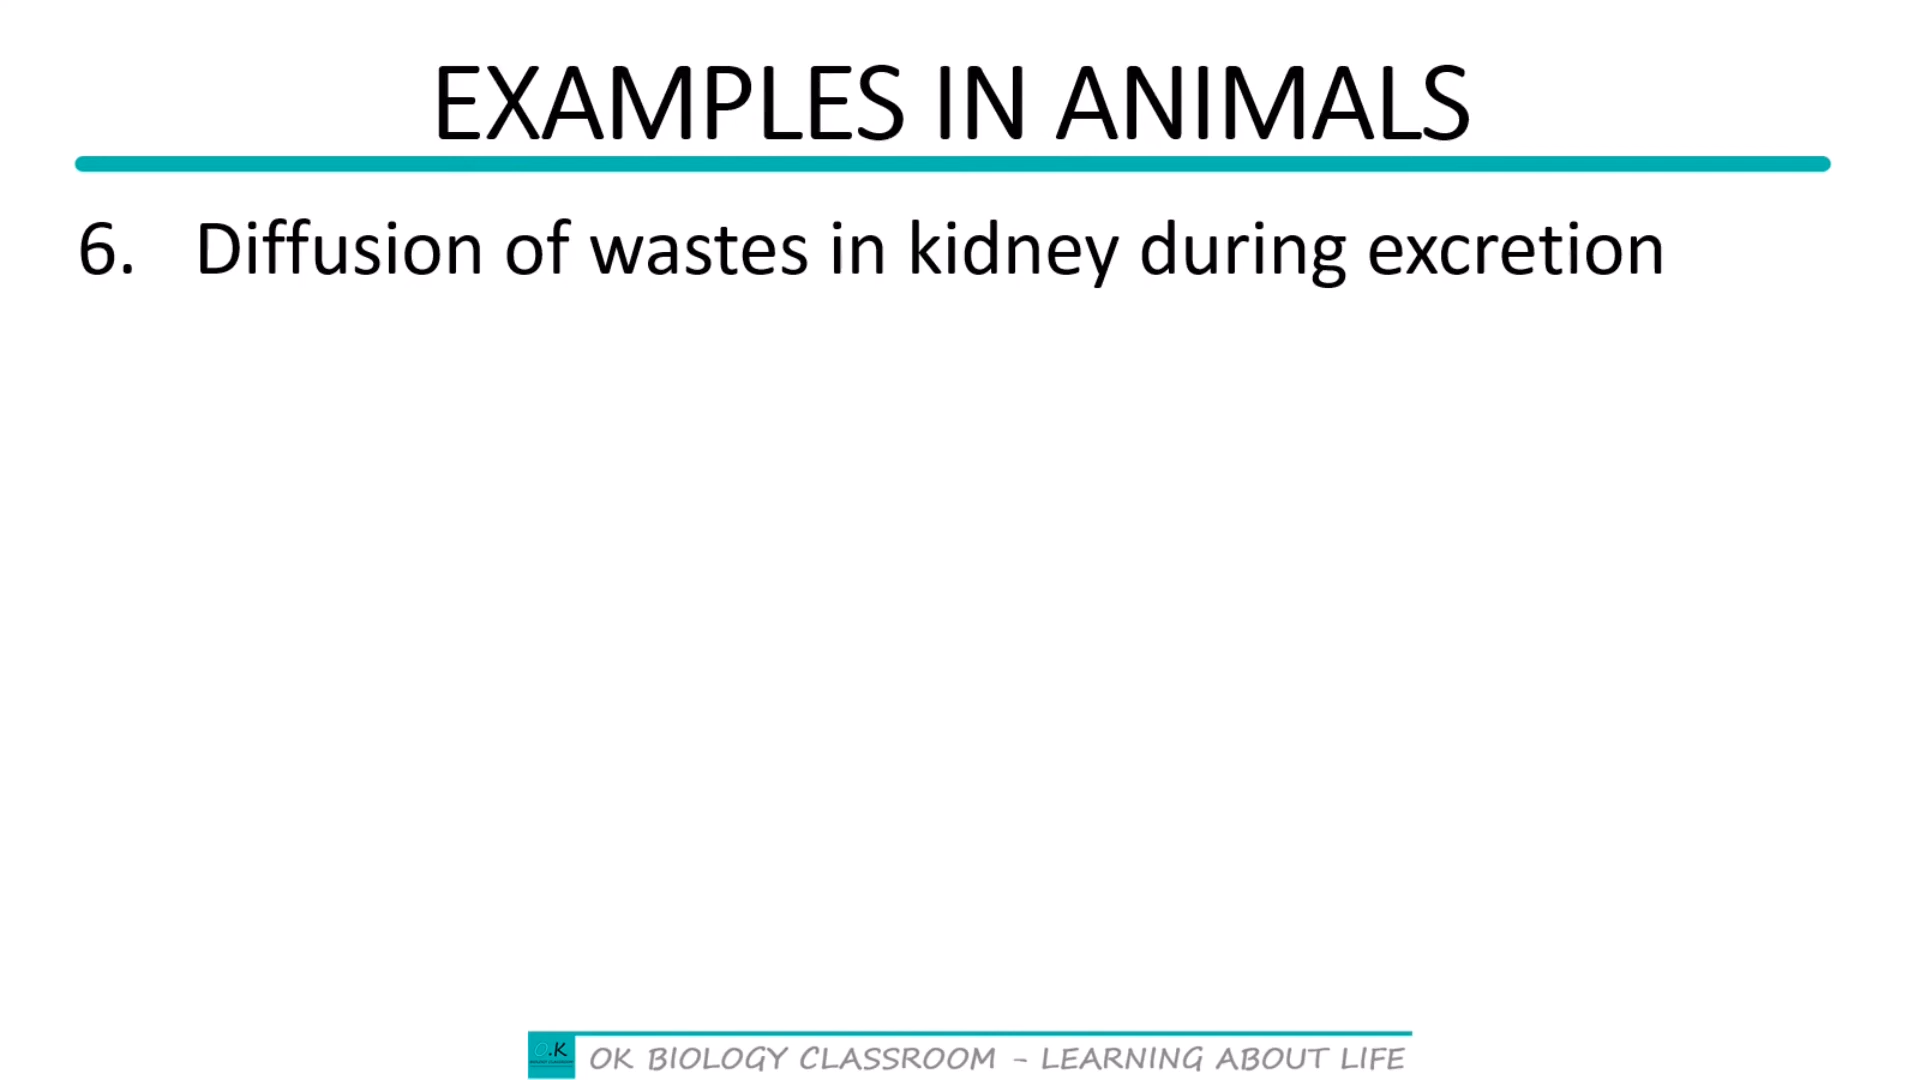 EXAMPLES IN ANIMALS
6. Diffusion of wastes in kidney during excretion
O.K OK BIOLOGY CLASSROOM - LEARNING ABOUT LIFE